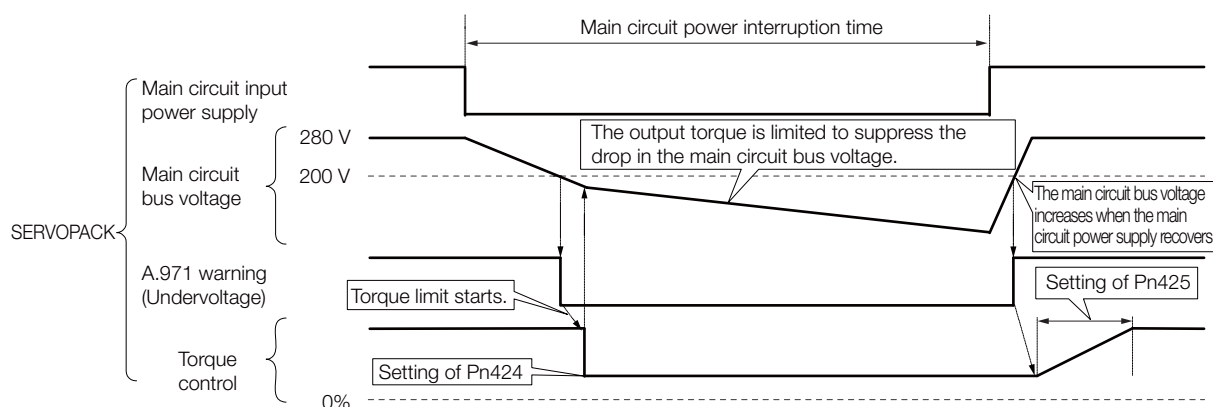 Main circuit power interruption time
Main circuit input
power supply
280 V
The output torque is limited to suppress the
drop in the main circuit bus voltage.
Main circuit
bus voltage
200 V
The main circuit bus voltage
increases when the main
circuit power supply recovers
SERVOPACK
A.971 warning
(Undervoltage)
Torque limit starts.
Setting of Pn425
Torque
control
Setting of Pn424
0%